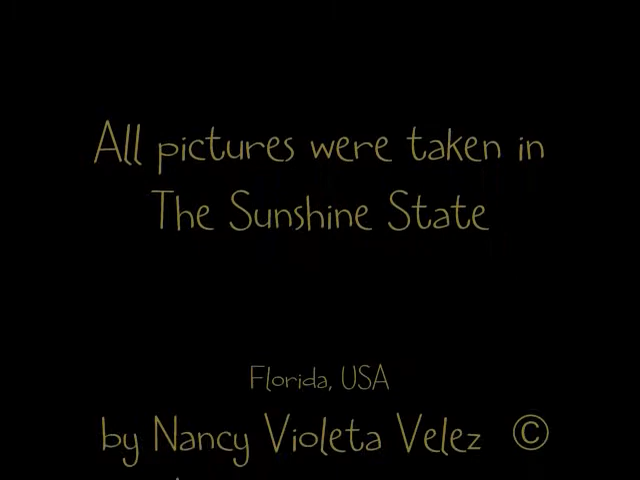 All pictures were taken in
The Sunshine State
Florida, USA
by Nancy Violeta Velez ©